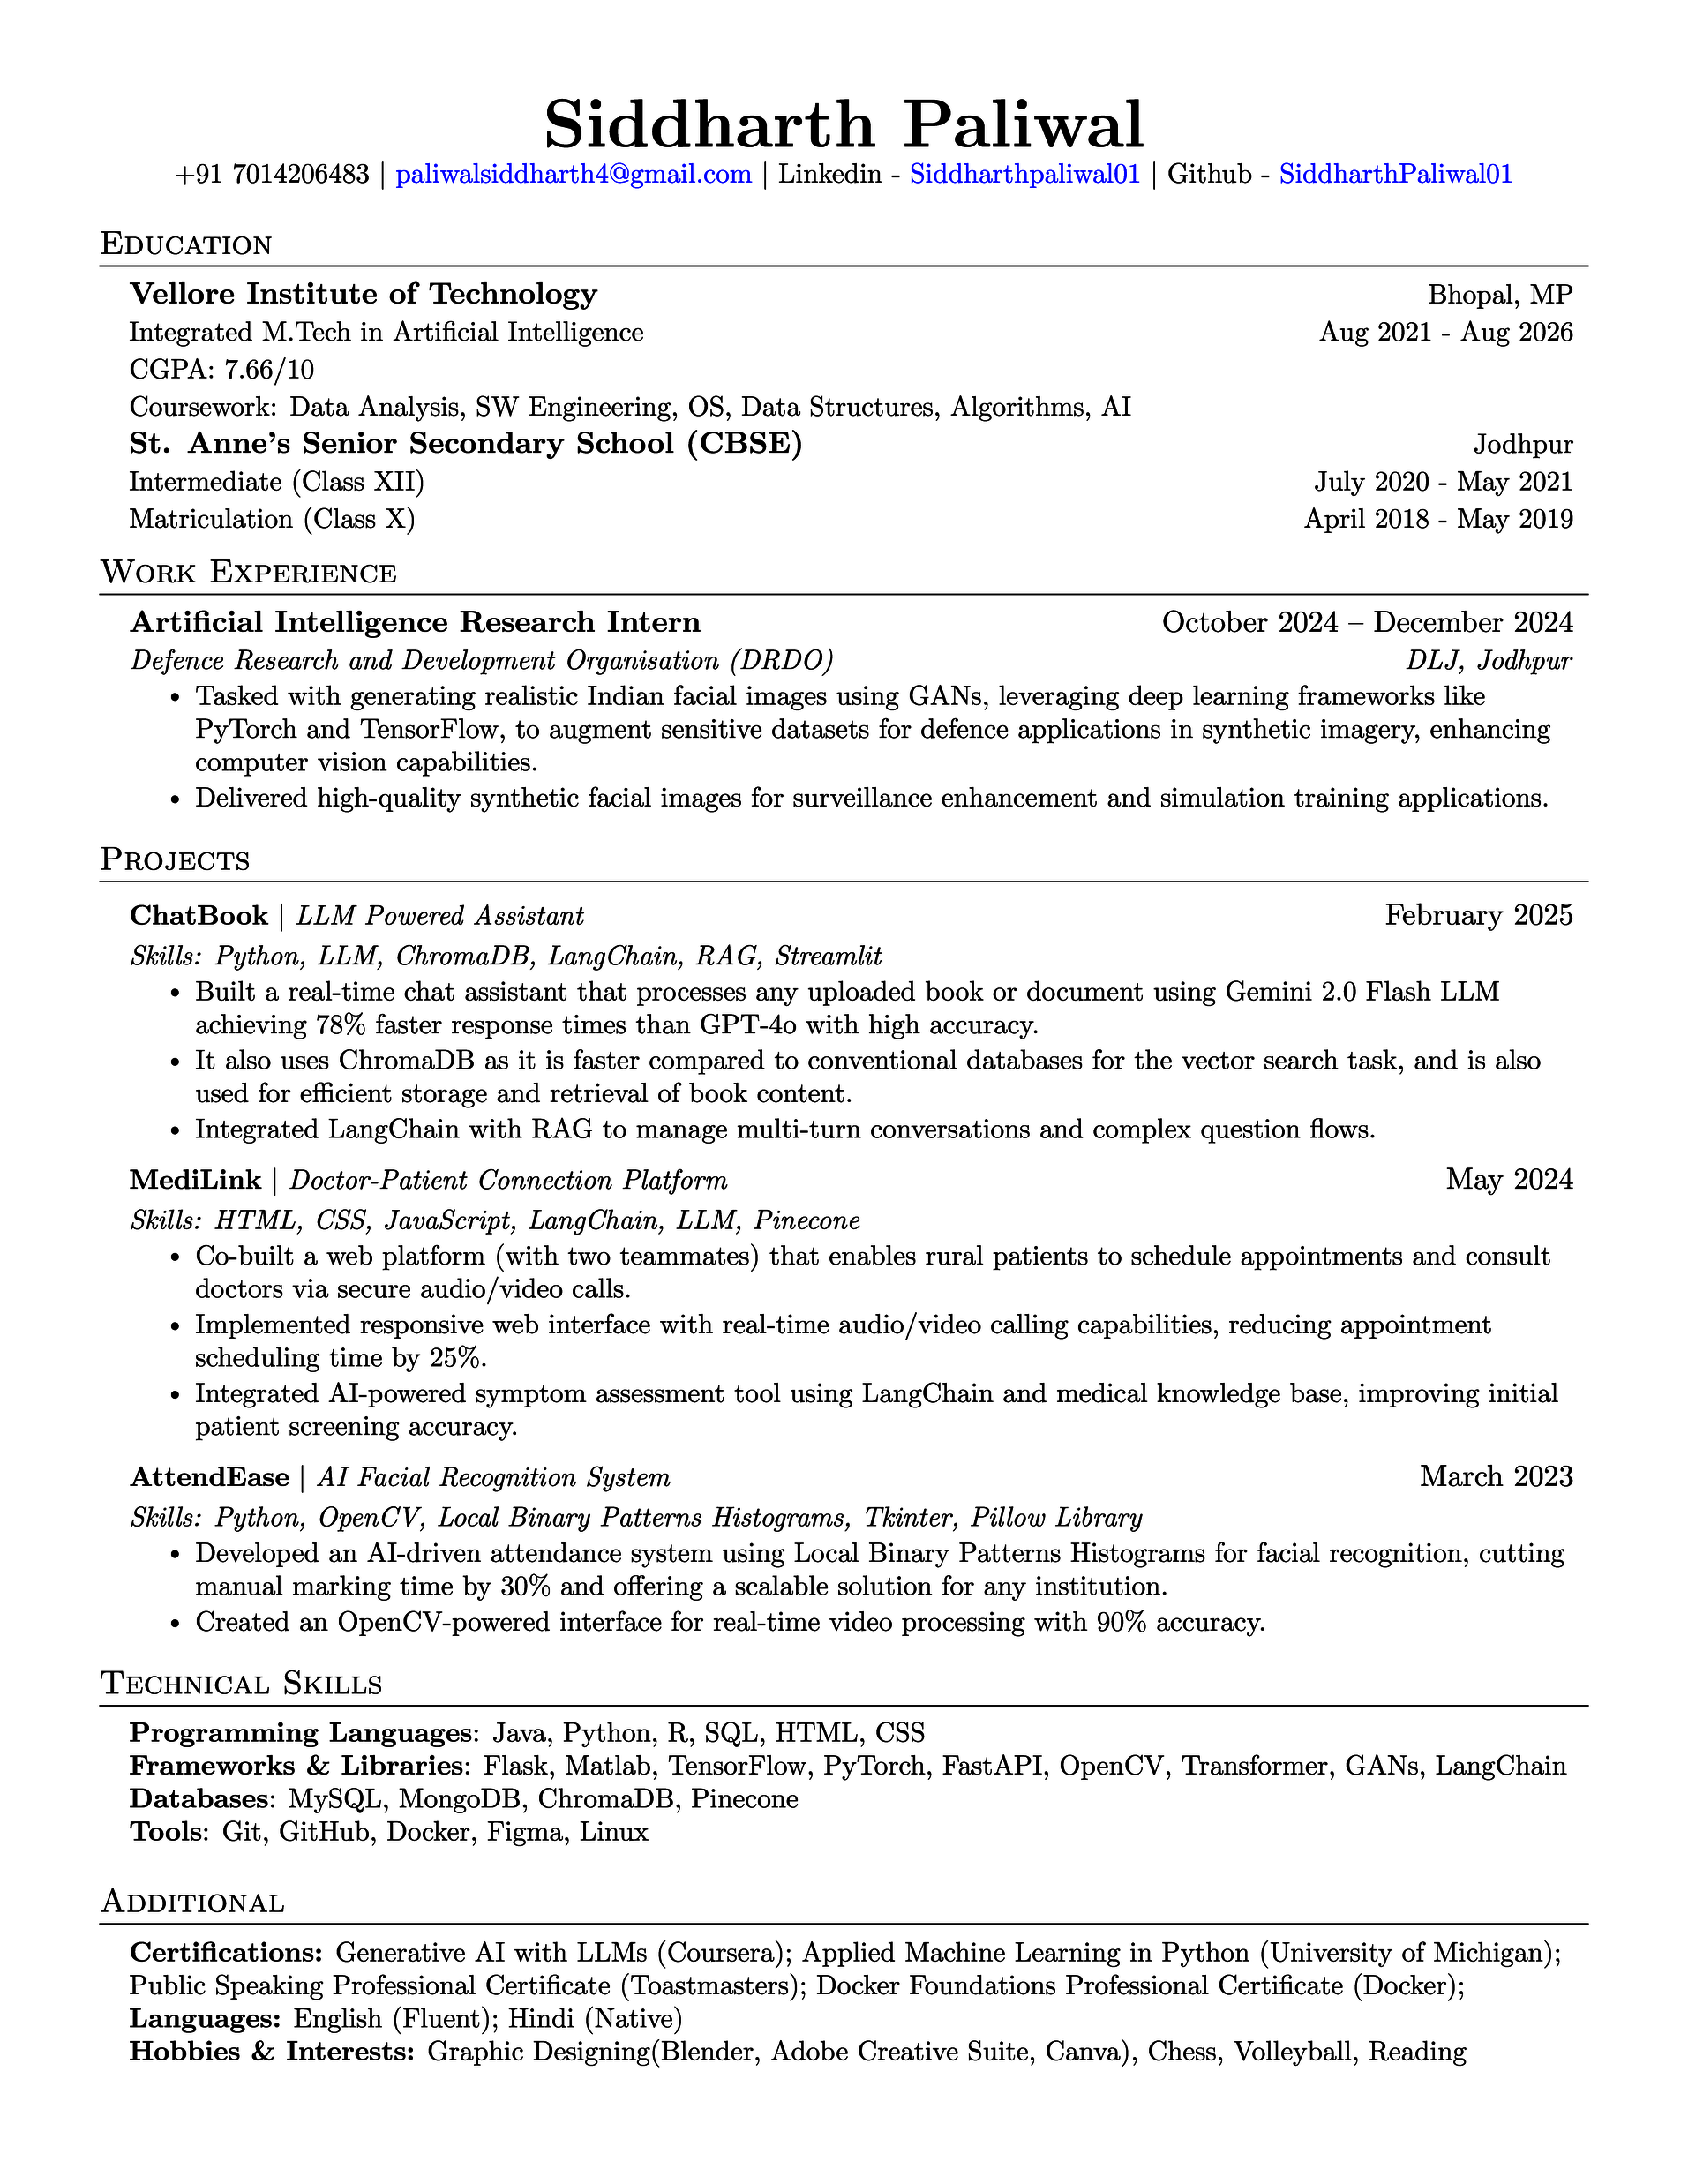 Siddharth Paliwal
+91 7014206483 | paliwalsiddharth4@gmail.com | Linkedin - Siddharthpaliwal01 | Github - SiddharthPaliwal01
Education
Vellore Institute of Technology Bhopal, MP
Integrated M.Tech in Artificial Intelligence Aug 2021 - Aug 2026
CGPA: 7.66/10
Coursework: Data Analysis, SW Engineering, OS, Data Structures, Algorithms, AI
St. Anne's Senior Secondary School (CBSE) Jodhpur
Intermediate (Class XII) July 2020 - May 2021
Matriculation (Class X) April 2018 - May 2019
Work Experience
Artificial Intelligence Research Intern October 2024 – December 2024
Defence Research and Development Organisation (DRDO) DLJ, Jodhpur
• Tasked with generating realistic Indian facial images using GANs, leveraging deep learning frameworks like
PyTorch and TensorFlow, to augment sensitive datasets for defence applications in synthetic imagery, enhancing
computer vision capabilities.
• Delivered high-quality synthetic facial images for surveillance enhancement and simulation training applications.
Projects
ChatBook | LLM Powered Assistant February 2025
Skills: Python, LLM, ChromaDB, LangChain, RAG, Streamlit
• Built a real-time chat assistant that processes any uploaded book or document using Gemini 2.0 Flash LLM
achieving 78% faster response times than GPT-4o with high accuracy.
• It also uses ChromaDB as it is faster compared to conventional databases for the vector search task, and is also
used for efficient storage and retrieval of book content.
• Integrated LangChain with RAG to manage multi-turn conversations and complex question flows.
MediLink | Doctor-Patient Connection Platform May 2024
Skills: HTML, CSS, JavaScript, LangChain, LLM, Pinecone
• Co-built a web platform (with two teammates) that enables rural patients to schedule appointments and consult
doctors via secure audio/video calls.
• Implemented responsive web interface with real-time audio/video calling capabilities, reducing appointment
scheduling time by 25%.
• Integrated AI-powered symptom assessment tool using LangChain and medical knowledge base, improving initial
patient screening accuracy.
AttendEase | AI Facial Recognition System March 2023
Skills: Python, OpenCV, Local Binary Patterns Histograms, Tkinter, Pillow Library
• Developed an AI-driven attendance system using Local Binary Patterns Histograms for facial recognition, cutting
manual marking time by 30% and offering a scalable solution for any institution.
• Created an OpenCV-powered interface for real-time video processing with 90% accuracy.
Technical Skills
Programming Languages: Java, Python, R, SQL, HTML, CSS
Frameworks & Libraries: Flask, Matlab, TensorFlow, PyTorch, FastAPI, OpenCV, Transformer, GANs, LangChain
Databases: MySQL, MongoDB, ChromaDB, Pinecone
Tools: Git, GitHub, Docker, Figma, Linux
Additional
Certifications: Generative AI with LLMs (Coursera); Applied Machine Learning in Python (University of Michigan);
Public Speaking Professional Certificate (Toastmasters); Docker Foundations Professional Certificate (Docker);
Languages: English (Fluent); Hindi (Native)
Hobbies & Interests: Graphic Designing(Blender, Adobe Creative Suite, Canva), Chess, Volleyball, Reading